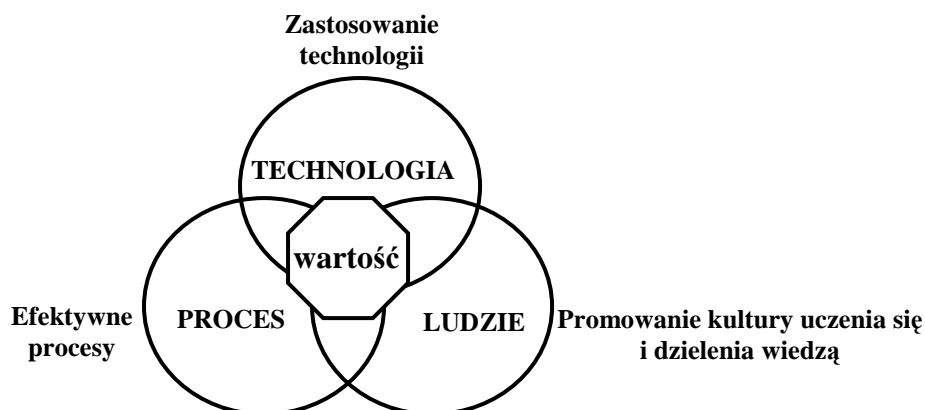 Zastosowanie
technologii
TECHNOLOGIA
wartość
Efektywne
procesy
PROCES
LUDZIE
Promowanie kultury uczenia się
i dzielenia wiedzą